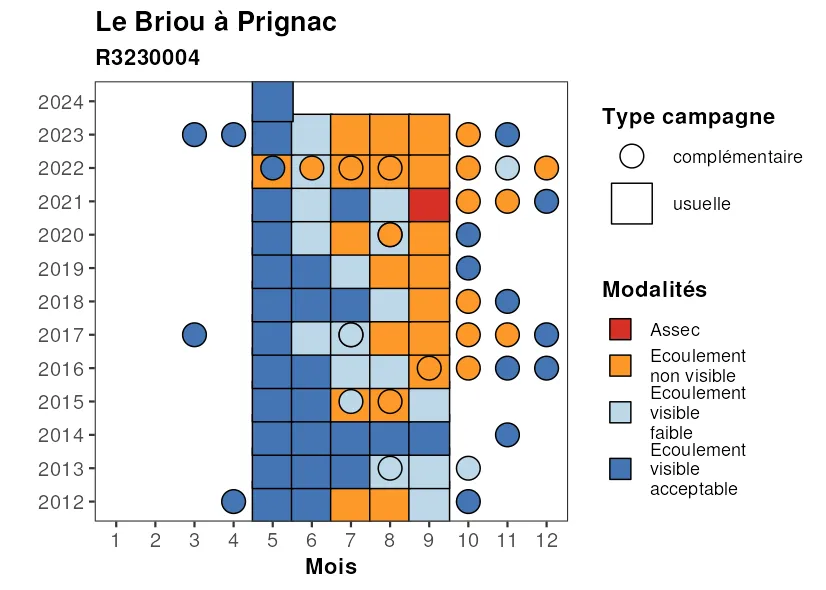 Le Briou à Prignac
R3230004
2024
2023
2022
2021
2020
2019
2018
2017
2016
2015
2014
2013
2012
1 2 3 4 5 6 7 8 9 10 11 12
Mois
Type campagne
complémentaire
usuelle
Modalités
Assec
Ecoulement
non visible
Ecoulement
visible
faible
Ecoulement
visible
acceptable